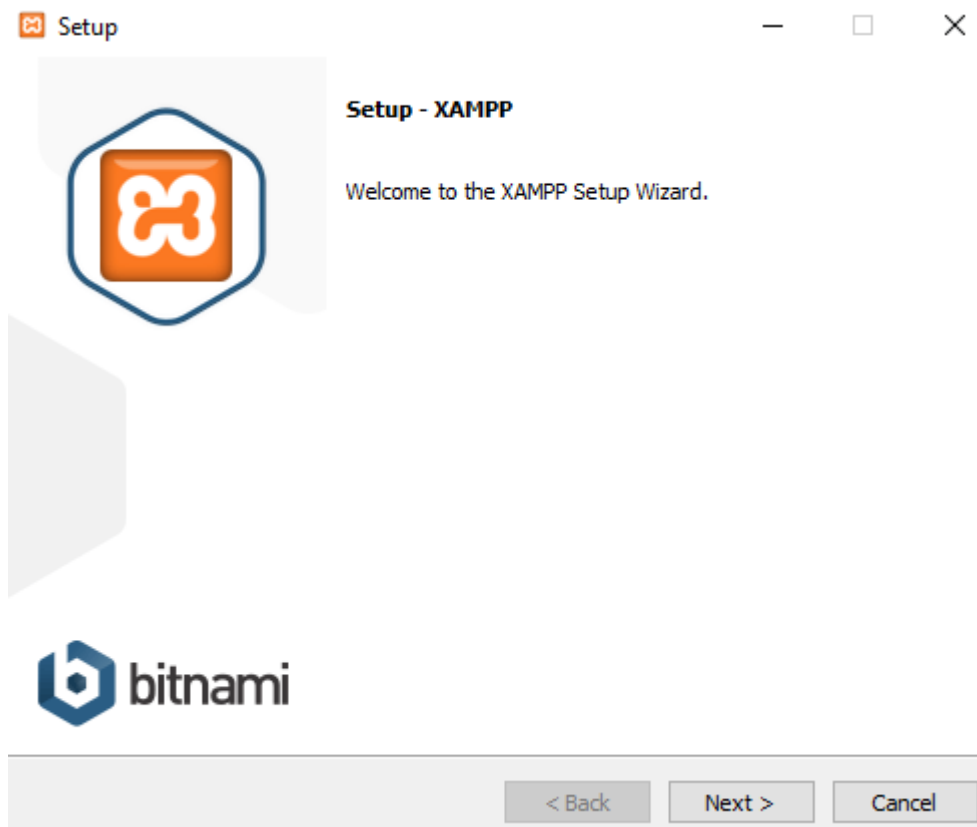 Setup
Setup - XAMPP
Welcome to the XAMPP Setup Wizard.
bitnami
< Back
Next >
Cancel